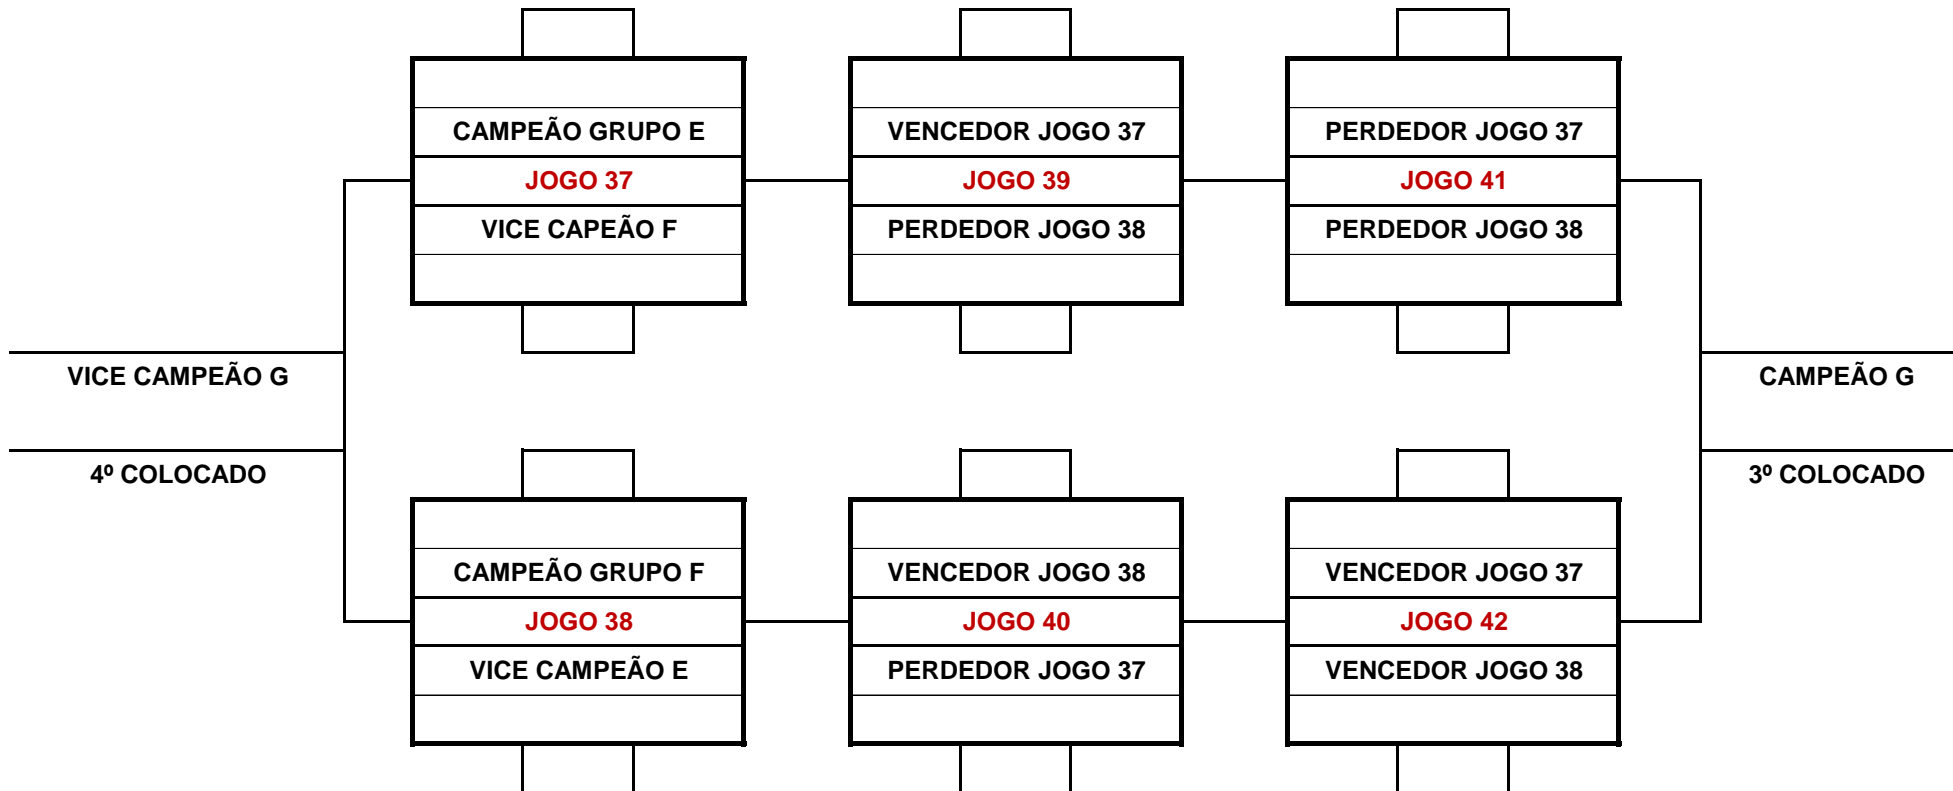 CAMPEÃO GRUPO E
JOGO 37
VICE CAPEÃO F
VENCEDOR JOGO 37
JOGO 39
PERDEDOR JOGO 38
PERDEDOR JOGO 37
JOGO 41
PERDEDOR JOGO 38
VICE CAMPEÃO G
4º COLOCADO
CAMPEÃO G
3º COLOCADO
CAMPEÃO GRUPO F
JOGO 38
VICE CAMPEÃO E
VENCEDOR JOGO 38
JOGO 40
PERDEDOR JOGO 37
VENCEDOR JOGO 37
JOGO 42
VENCEDOR JOGO 38